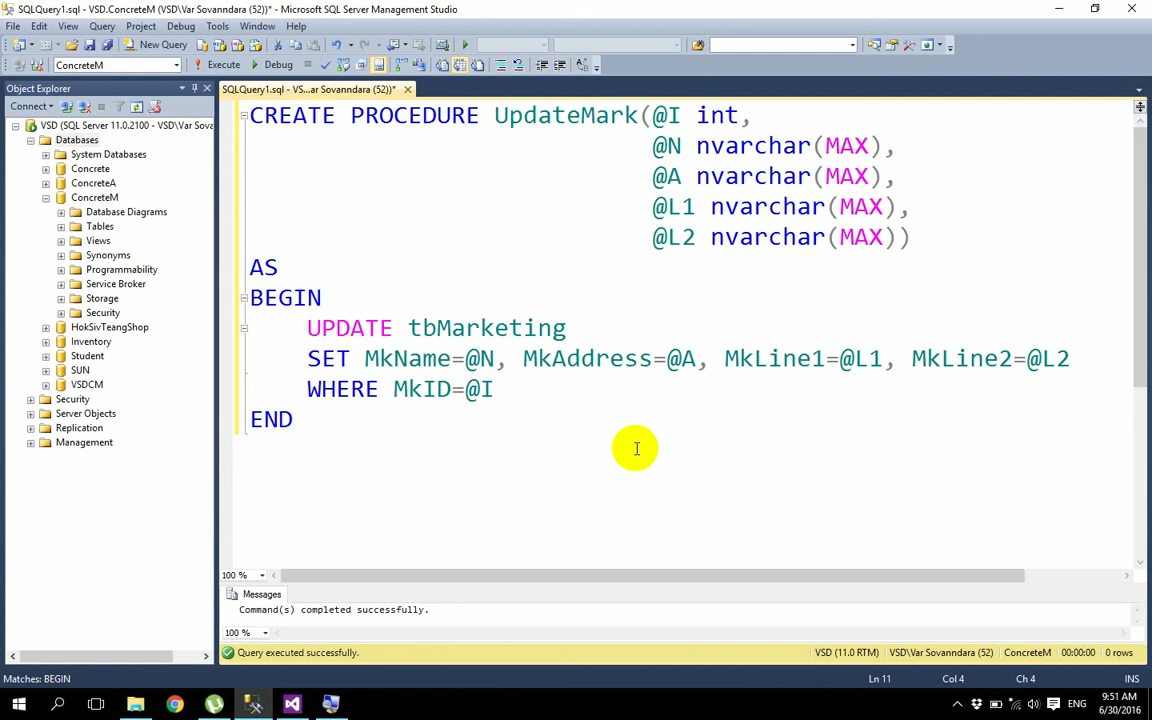 SQLQuery1.sql - VSD.ConcreteM (VSD\Var Sovanndara (52))* - Microsoft SQL Server Management Studio
File Edit View Query Project Debug Tools Window Help
New Query
ConcreteM Execute Debug
Object Explorer
SQLQuery1.sql - VS...ar Sovanndara (52))*
Connect
VSD (SQL Server 11.0.2100 - VSD\Var Sova
Databases
System Databases
Concrete
ConcreteA
ConcreteM
Database Diagrams
Tables
Views
Synonyms
Programmability
Service Broker
Storage
Security
HokSivTeangShop
Inventory
Student
SUN
VSDCM
Security
Server Objects
Replication
Management
CREATE PROCEDURE UpdateMark(@I int,
@N nvarchar(MAX),
@A nvarchar(MAX),
@L1 nvarchar(MAX),
@L2 nvarchar(MAX))
AS
BEGIN
UPDATE tbMarketing
SET MkName=@N, MkAddress=@A, MkLine1=@L1, MkLine2=@L2
WHERE MkID=@I
END
100 %
Messages
Command(s) completed successfully.
100 %
Query executed successfully. VSD (11.0 RTM) VSD\Var Sovanndara (52) ConcreteM 00:00:00 0 rows
Matches: BEGIN Ln 11 Col 4 Ch 4 INS
ENG
9:51 AM
6/30/2016